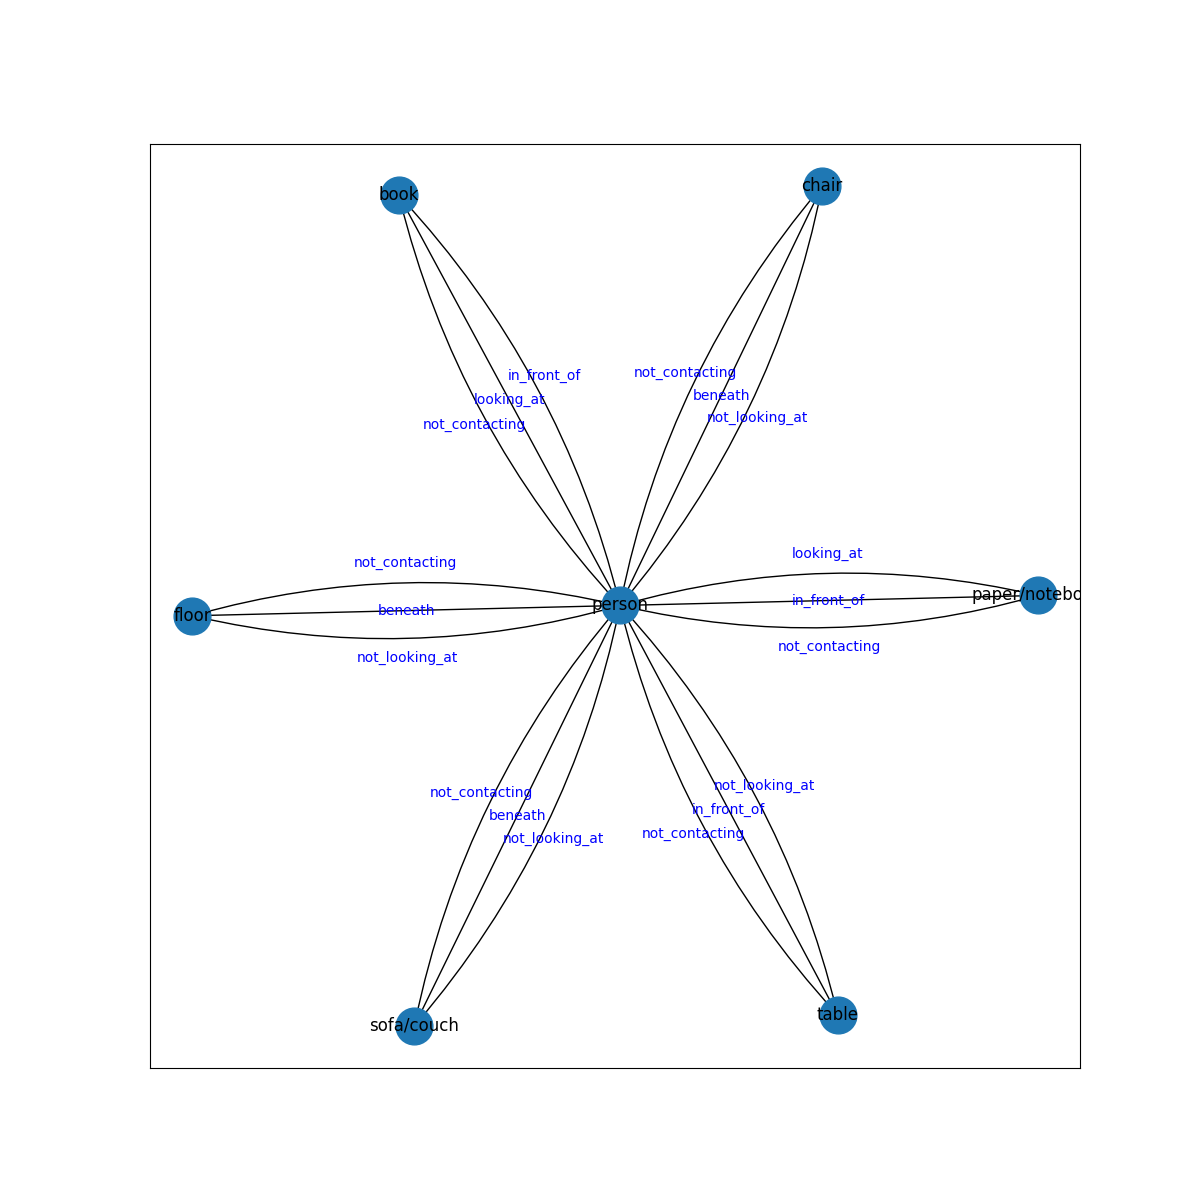 chair
book
not_contacting
in_front_of
beneath
looking_at
not_looking_at
not_contacting
looking_at
not_contacting
paper/notebo
in_front_of
person
beneath
floor
not_contacting
not_looking_at
not_looking_at
not_contacting
in_front_of
beneath
not_contacting
not_looking_at
table
sofa/couch